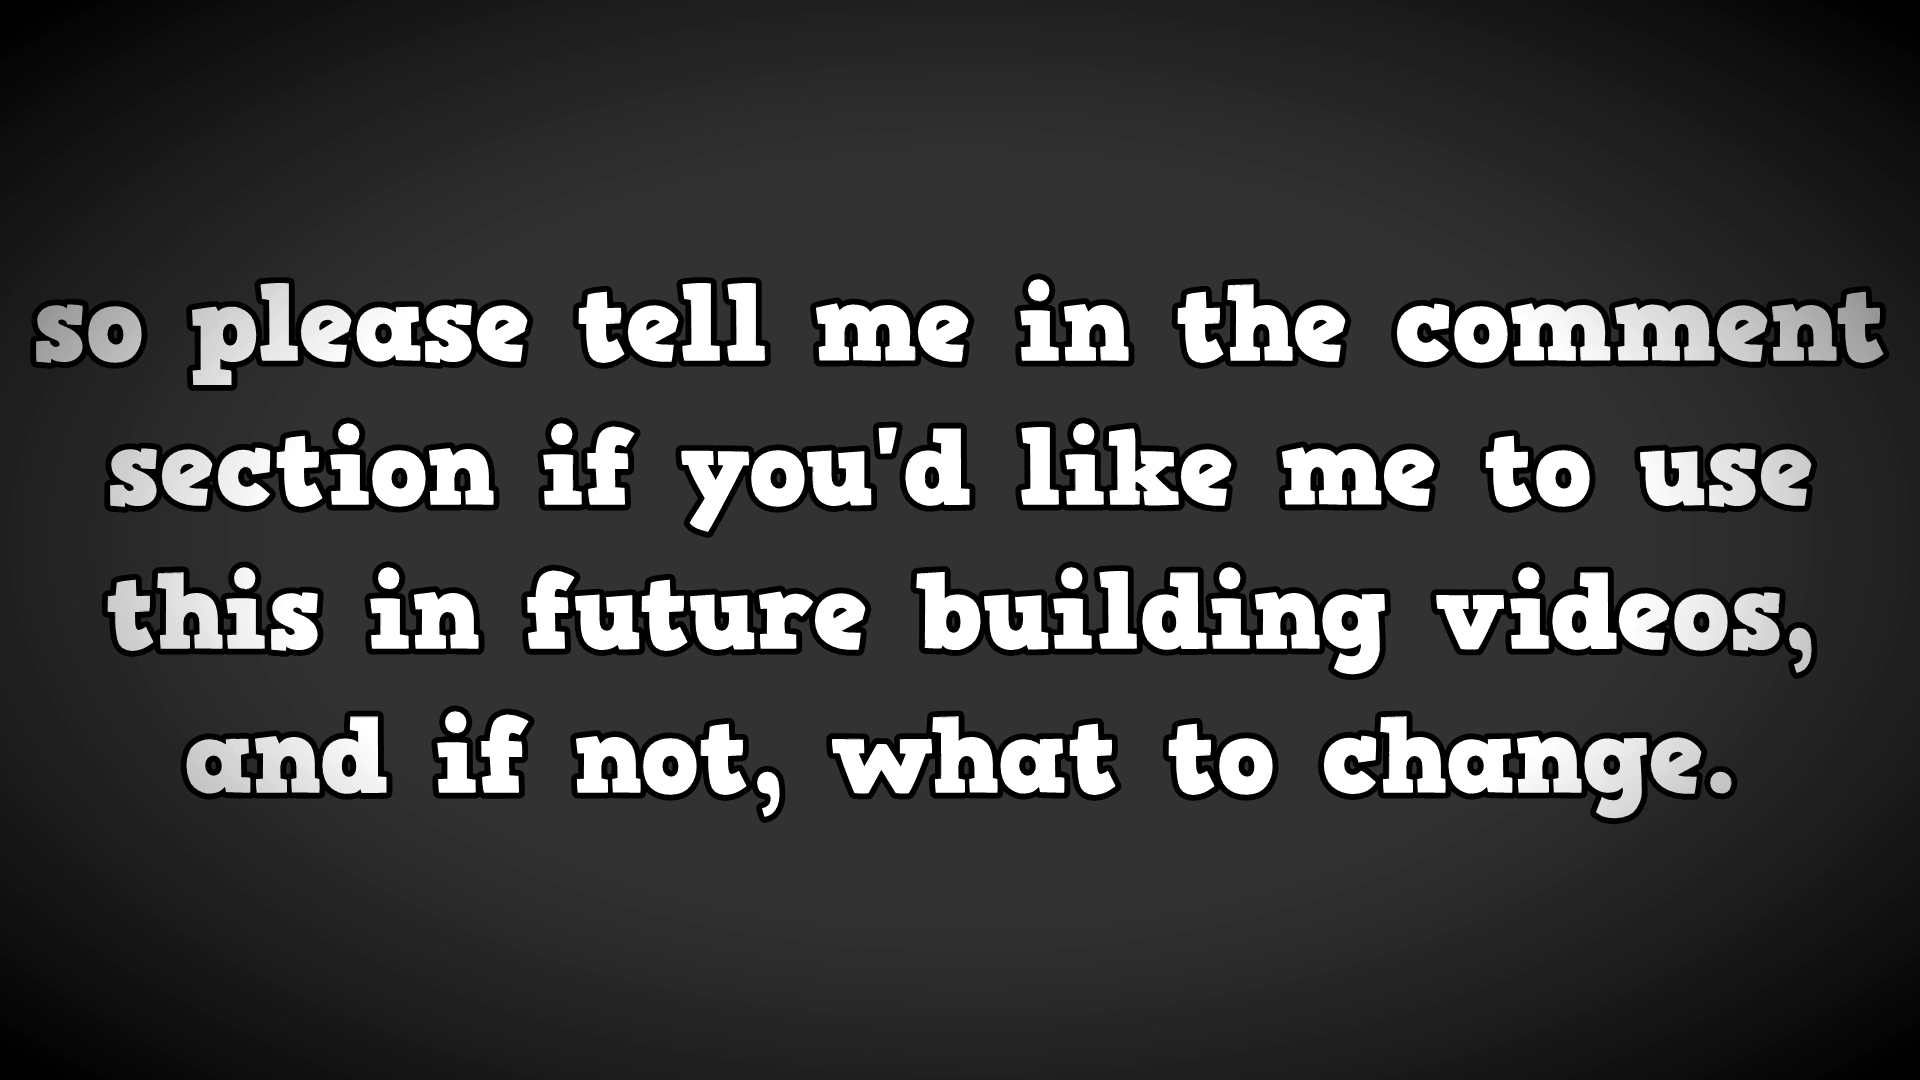 so please tell me in the comment
section if you'd like me to use
this in future building videos,
and if not, what to change.